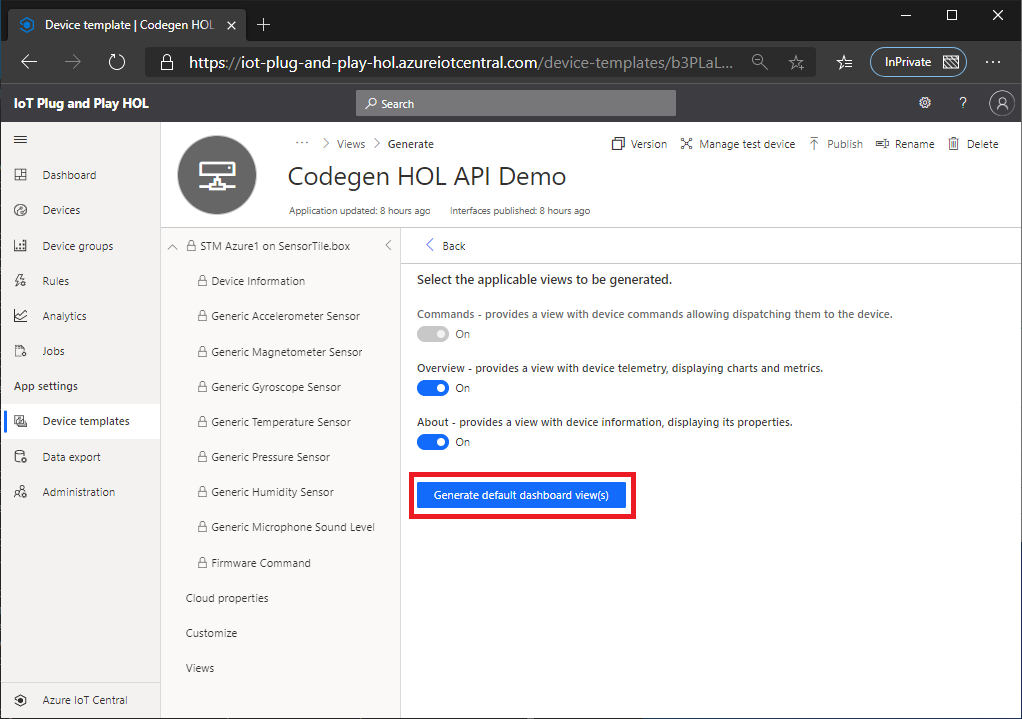 Device template | Codegen HOL
https://iot-plug-and-play-hol.azureiotcentral.com/device-templates/b3PLaL...
InPrivate
IoT Plug and Play HOL
Search
?
Dashboard
Devices
Device groups
Rules
Analytics
Jobs
App settings
Device templates
Data export
Administration
Azure IoT Central
... > Views > Generate
Codegen HOL API Demo
Application updated: 8 hours ago Interfaces published: 8 hours ago
Version Manage test device Publish Rename Delete
STM Azure1 on SensorTile.box
Device Information
Generic Accelerometer Sensor
Generic Magnetometer Sensor
Generic Gyroscope Sensor
Generic Temperature Sensor
Generic Pressure Sensor
Generic Humidity Sensor
Generic Microphone Sound Level
Firmware Command
Cloud properties
Customize
Views
Back
Select the applicable views to be generated.
Commands - provides a view with device commands allowing dispatching them to the device.
On
Overview - provides a view with device telemetry, displaying charts and metrics.
On
About - provides a view with device information, displaying its properties.
On
Generate default dashboard view(s)